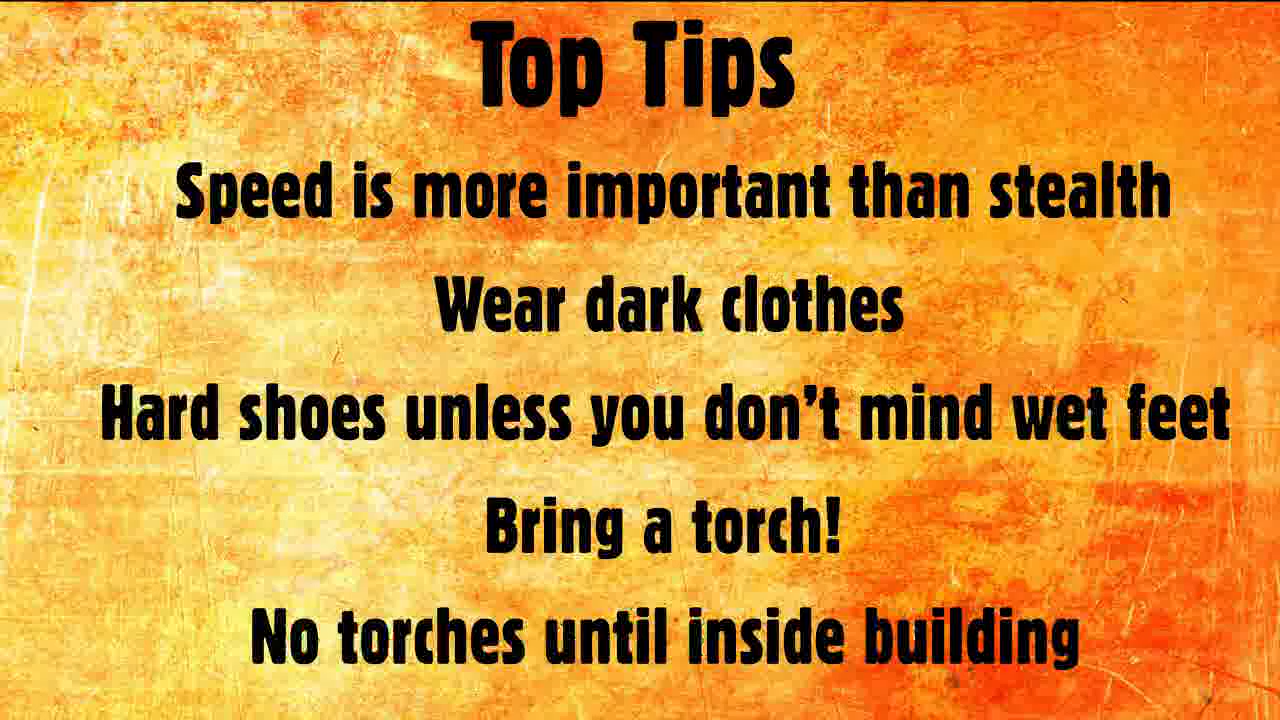 Top Tips
Speed is more important than stealth
Wear dark clothes
Hard shoes unless you don't mind wet feet
Bring a torch!
No torches until inside building